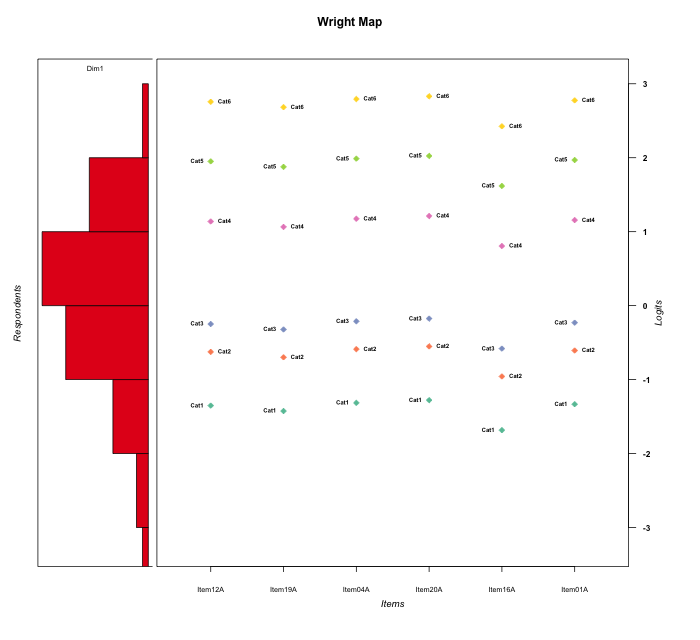 Wright Map
Dim1
Respondents
Cat6 Cat6 Cat6 Cat6 Cat6 Cat6
Cat5 Cat5 Cat5 Cat5 Cat5 Cat5
Cat4 Cat4 Cat4 Cat4 Cat4 Cat4
Cat3 Cat3 Cat3 Cat3 Cat3 Cat3
Cat2 Cat2 Cat2 Cat2 Cat2 Cat2
Cat1 Cat1 Cat1 Cat1 Cat1 Cat1
3
2
1
0
-1
-2
-3
Logits
Item12A Item19A Item04A Item20A Item16A Item01A
Items